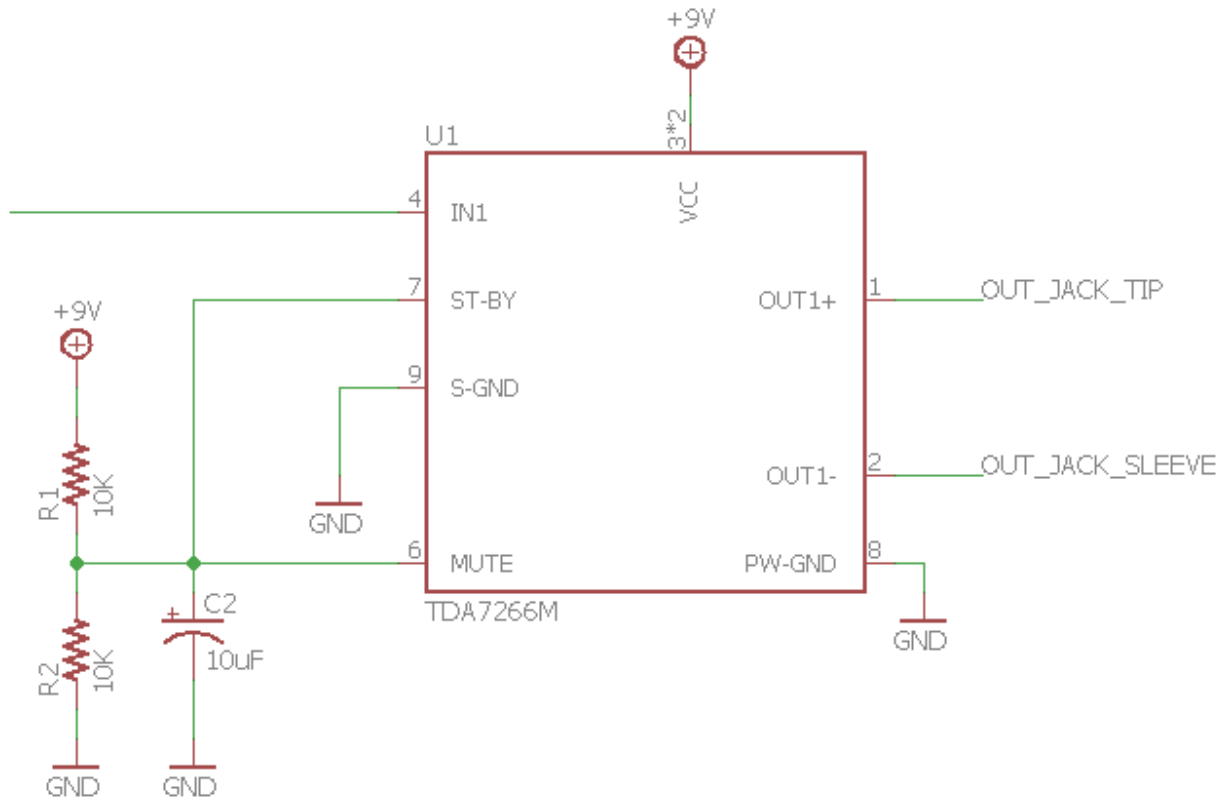 +9V
3*2
VCC
U1
4
IN1
7
ST-BY
OUT1+
1
OUT_JACK_TIP
+9V
9
S-GND
OUT1-
2
OUT_JACK_SLEEVE
R1
10K
GND
6
MUTE
PW-GND
8
TDA7266M
C2
+
10uF
GND
R2
10K
GND
GND